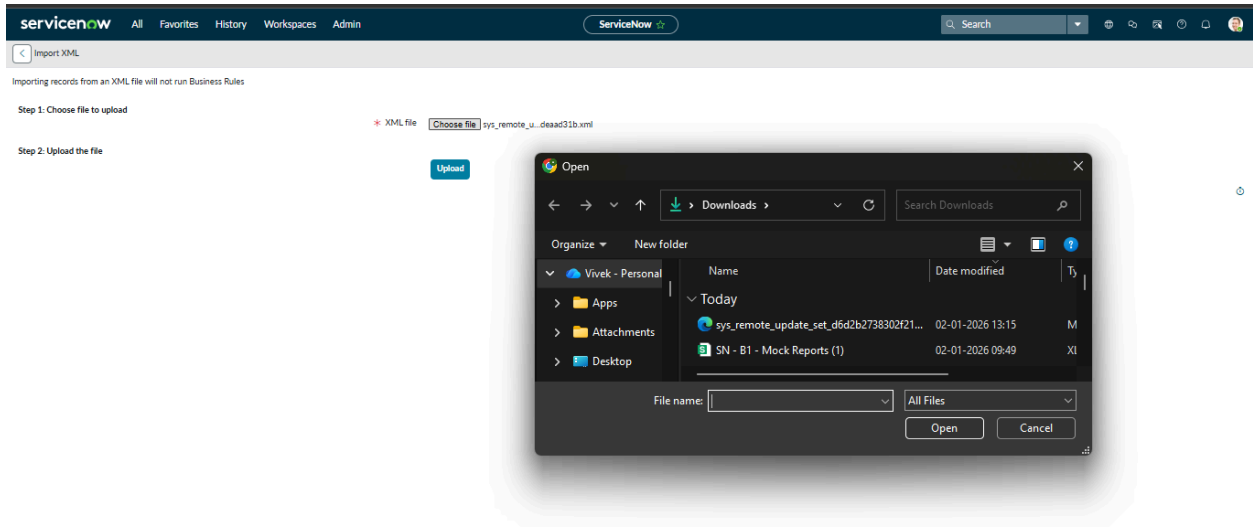 servicenow All Favorites History Workspaces Admin ServiceNow Search
Import XML
Importing records from an XML file will not run Business Rules
Step 1: Choose file to upload
* XML file Choose file sys_remote_u...deaad31b.xml
Step 2: Upload the file
Upload
Open
Downloads
Search Downloads
Organize New folder
Vivek - Personal
Apps
Attachments
Desktop
Name Date modified Ty
Today
sys_remote_update_set_d6d2b2738302f21... 02-01-2026 13:15 M
SN - B1 - Mock Reports (1) 02-01-2026 09:49 XI
File name: All Files
Open Cancel